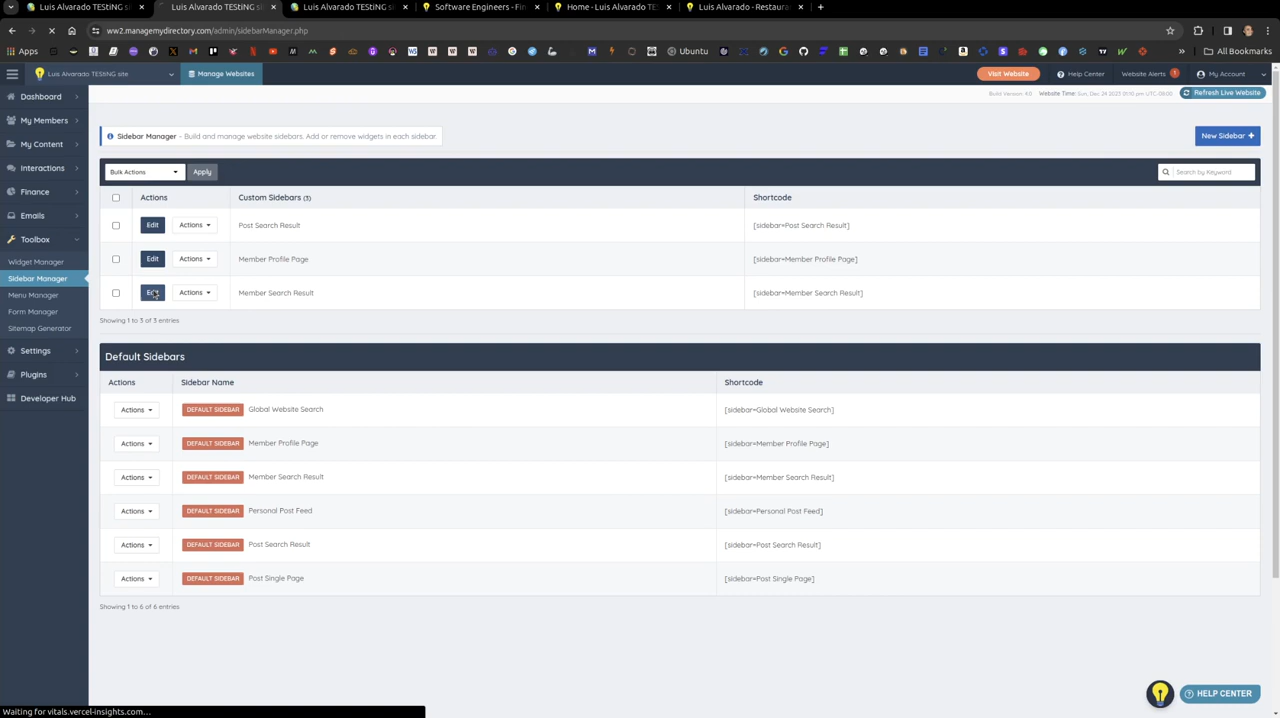 Luis Alvarado TEStiNG sit
Luis Alvarado TEStiNG sit
Luis Alvarado TEStiNG sit
Software Engineers - Fin
Home - Luis Alvarado TE
Luis Alvarado - Restaura
ww2.managemydirectory.com/admin/sidebarManager.php
Apps
Ubuntu
All Bookmarks
Luis Alvarado TEStiNG site
Manage Websites
Visit Website
Help Center
Website Alerts
1
My Account
Build Version: 4.0
Website Time: Sun, Dec 24 2023 01:10 pm UTC-08:00
Refresh Live Website
Dashboard
My Members
My Content
Interactions
Finance
Emails
Toolbox
Widget Manager
Sidebar Manager
Menu Manager
Form Manager
Sitemap Generator
Settings
Plugins
Developer Hub
Sidebar Manager - Build and manage website sidebars. Add or remove widgets in each sidebar.
New Sidebar +
Bulk Actions
Apply
Search by Keyword
Actions
Custom Sidebars (3)
Shortcode
Edit
Actions
Post Search Result
[sidebar=Post Search Result]
Edit
Actions
Member Profile Page
[sidebar=Member Profile Page]
Edit
Actions
Member Search Result
[sidebar=Member Search Result]
Showing 1 to 3 of 3 entries
Default Sidebars
Actions
Sidebar Name
Shortcode
Actions
DEFAULT SIDEBAR
Global Website Search
[sidebar=Global Website Search]
Actions
DEFAULT SIDEBAR
Member Profile Page
[sidebar=Member Profile Page]
Actions
DEFAULT SIDEBAR
Member Search Result
[sidebar=Member Search Result]
Actions
DEFAULT SIDEBAR
Personal Post Feed
[sidebar=Personal Post Feed]
Actions
DEFAULT SIDEBAR
Post Search Result
[sidebar=Post Search Result]
Actions
DEFAULT SIDEBAR
Post Single Page
[sidebar=Post Single Page]
Showing 1 to 6 of 6 entries
HELP CENTER
Waiting for vitals.vercel-insights.com...